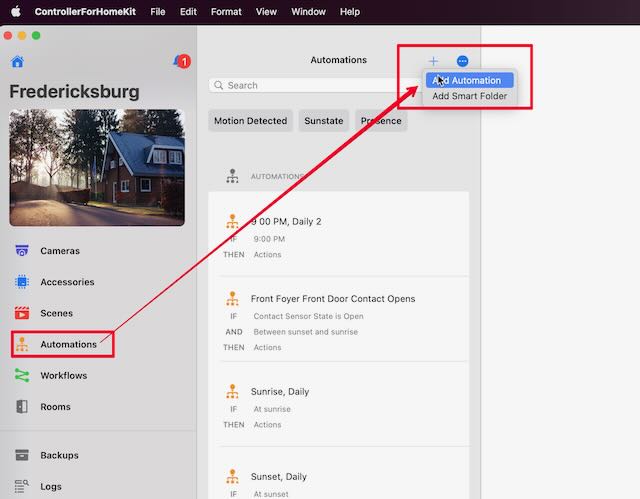 ControllerForHomeKit File Edit Format View Window Help
1
Fredericksburg
Cameras
Accessories
Scenes
Automations
Workflows
Rooms
Backups
Logs
Automations
Add Automation
Add Smart Folder
Search
Motion Detected Sunstate Presence
AUTOMATIONS
9 00 PM, Daily 2
IF 9:00 PM
THEN Actions
Front Foyer Front Door Contact Opens
IF Contact Sensor State is Open
AND Between sunset and sunrise
THEN Actions
Sunrise, Daily
IF At sunrise
THEN Actions
Sunset, Daily
IF At sunset